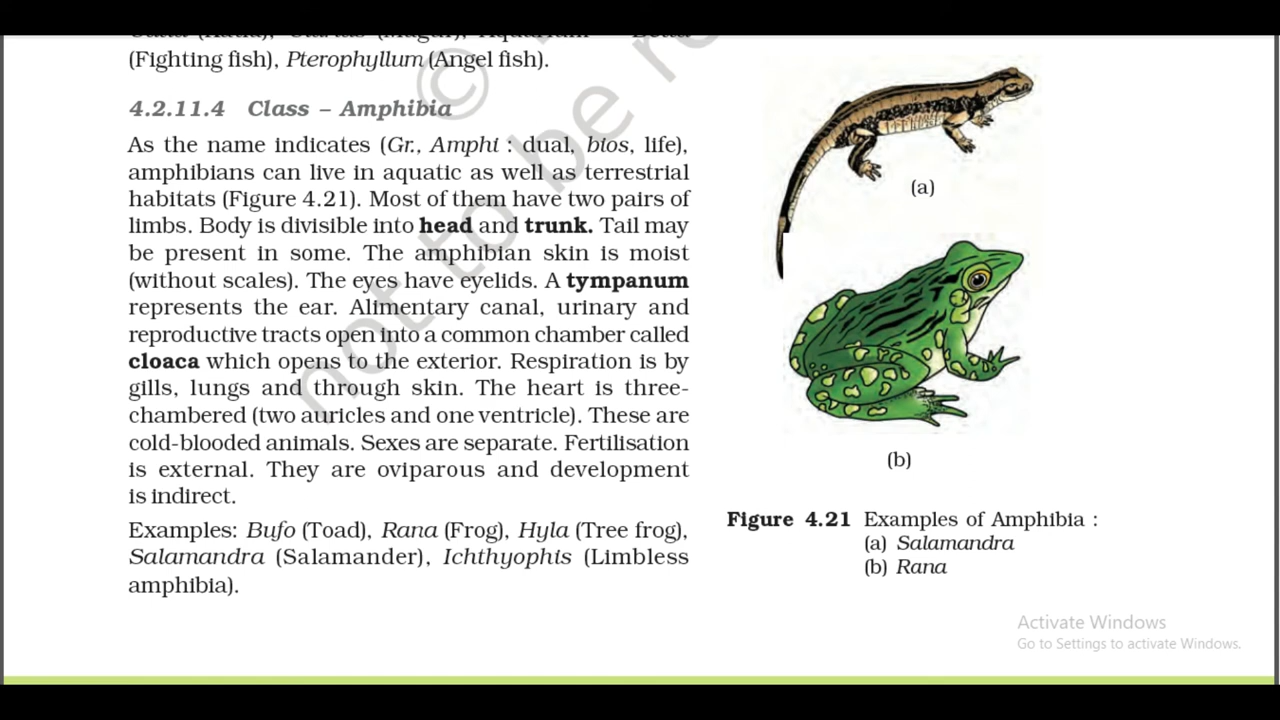 (Fighting fish), Pterophyllum (Angel fish).
4.2.11.4 Class – Amphibia
As the name indicates (Gr., Amphi : dual, bios, life),
amphibians can live in aquatic as well as terrestrial
habitats (Figure 4.21). Most of them have two pairs of
limbs. Body is divisible into head and trunk. Tail may
be present in some. The amphibian skin is moist
(without scales). The eyes have eyelids. A tympanum
represents the ear. Alimentary canal, urinary and
reproductive tracts open into a common chamber called
cloaca which opens to the exterior. Respiration is by
gills, lungs and through skin. The heart is three-
chambered (two auricles and one ventricle). These are
cold-blooded animals. Sexes are separate. Fertilisation
is external. They are oviparous and development
is indirect.
Examples: Bufo (Toad), Rana (Frog), Hyla (Tree frog),
Salamandra (Salamander), Ichthyophis (Limbless
amphibia).
(a)
(b)
Figure 4.21 Examples of Amphibia :
(a) Salamandra
(b) Rana
©
not to be
Activate Windows
Go to Settings to activate Windows.